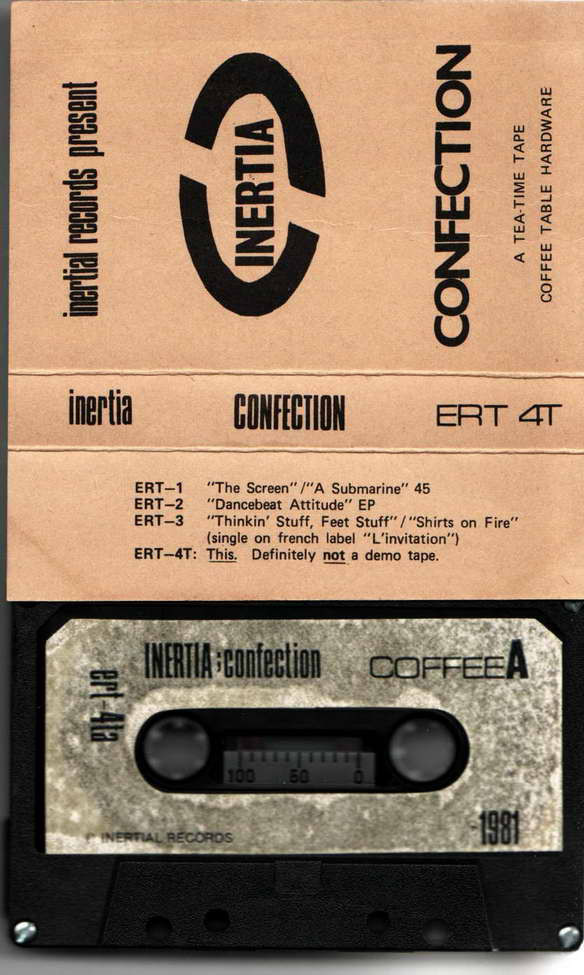 inertial records present
INERTIA
CONFECTION
A TEA-TIME TAPE
COFFEE TABLE HARDWARE
inertia CONFECTION ERT 4T
ERT—1 "The Screen"/"A Submarine" 45
ERT—2 "Dancebeat Attitude" EP
ERT—3 "Thinkin' Stuff, Feet Stuff"/"Shirts on Fire"
(single on french label "L'invitation")
ERT—4T: This. Definitely not a demo tape.
INERTIA;confection COFFEE A
ert-41a
100 50 0
P INERTIAL RECORDS
-1981